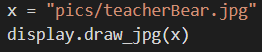 x = "pics/teacherBear.jpg"
display.draw_jpg(x)